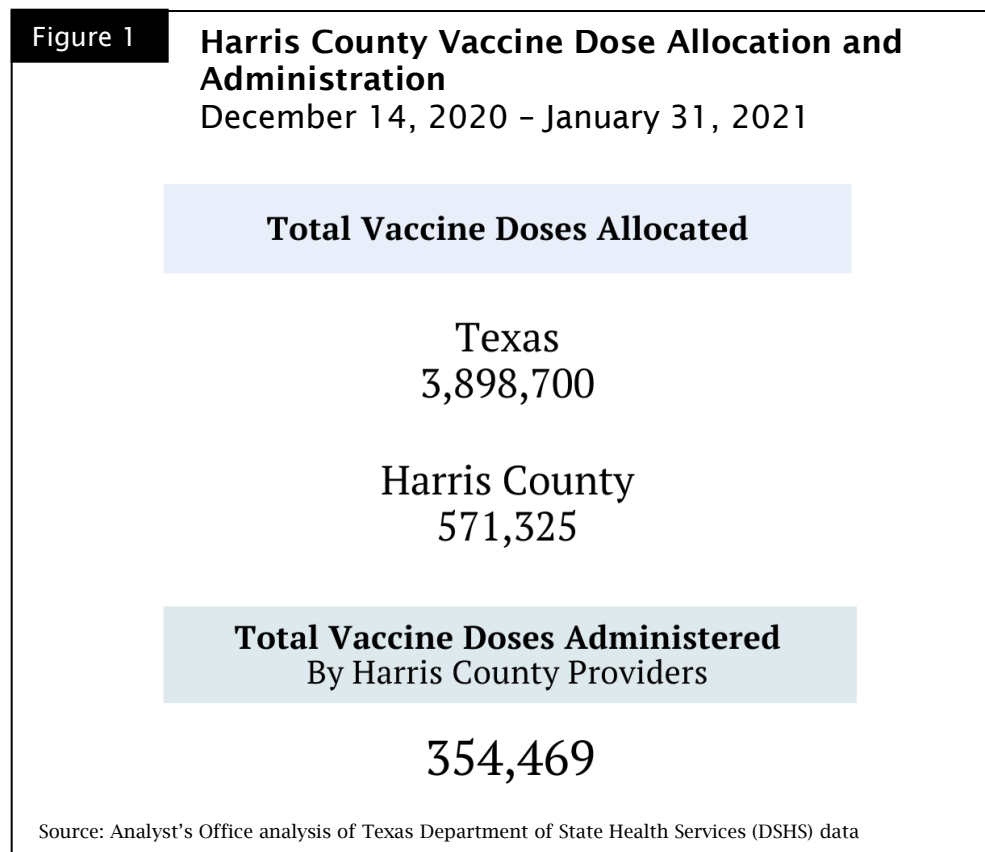 Figure 1
Harris County Vaccine Dose Allocation and
Administration
December 14, 2020 – January 31, 2021
Total Vaccine Doses Allocated
Texas
3,898,700
Harris County
571,325
Total Vaccine Doses Administered
By Harris County Providers
354,469
Source: Analyst’s Office analysis of Texas Department of State Health Services (DSHS) data